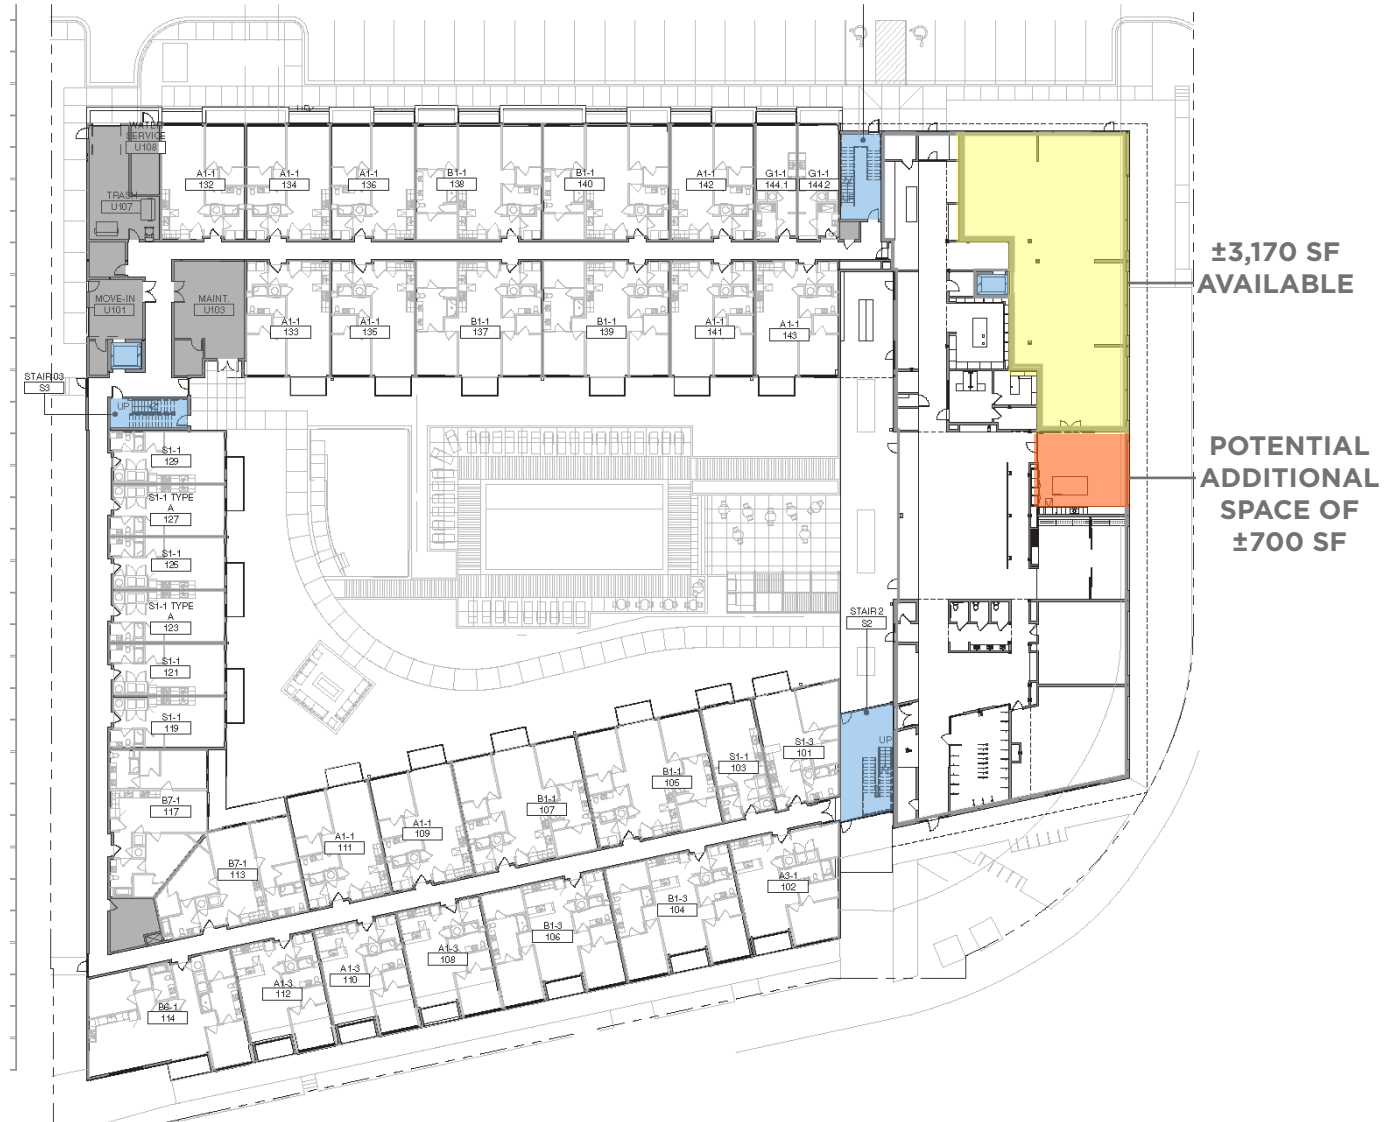 WATER
SERVICE
U108
TRASH
U107
A1-1
132
A1-1
134
A1-1
136
B1-1
138
B1-1
140
A1-1
142
G1-1
144.1
G1-1
144.2
±3,170 SF
AVAILABLE
MOVE-IN
U101
MAINT.
U103
A1-1
133
A1-1
135
B1-1
137
B1-1
139
A1-1
141
A1-1
143
STAIR 03
S3
UP
POTENTIAL
ADDITIONAL
SPACE OF
±700 SF
S1-1
129
S1-1 TYPE
A
127
S1-1
125
S1-1 TYPE
A
123
S1-1
121
S1-1
119
STAIR 2
S2
UP
B7-1
117
B7-1
113
A1-1
111
A1-1
109
B1-1
107
B1-1
105
S1-1
103
S1-3
101
A3-1
102
B1-3
104
B1-3
106
A1-3
108
A1-3
110
A1-3
112
B6-1
114